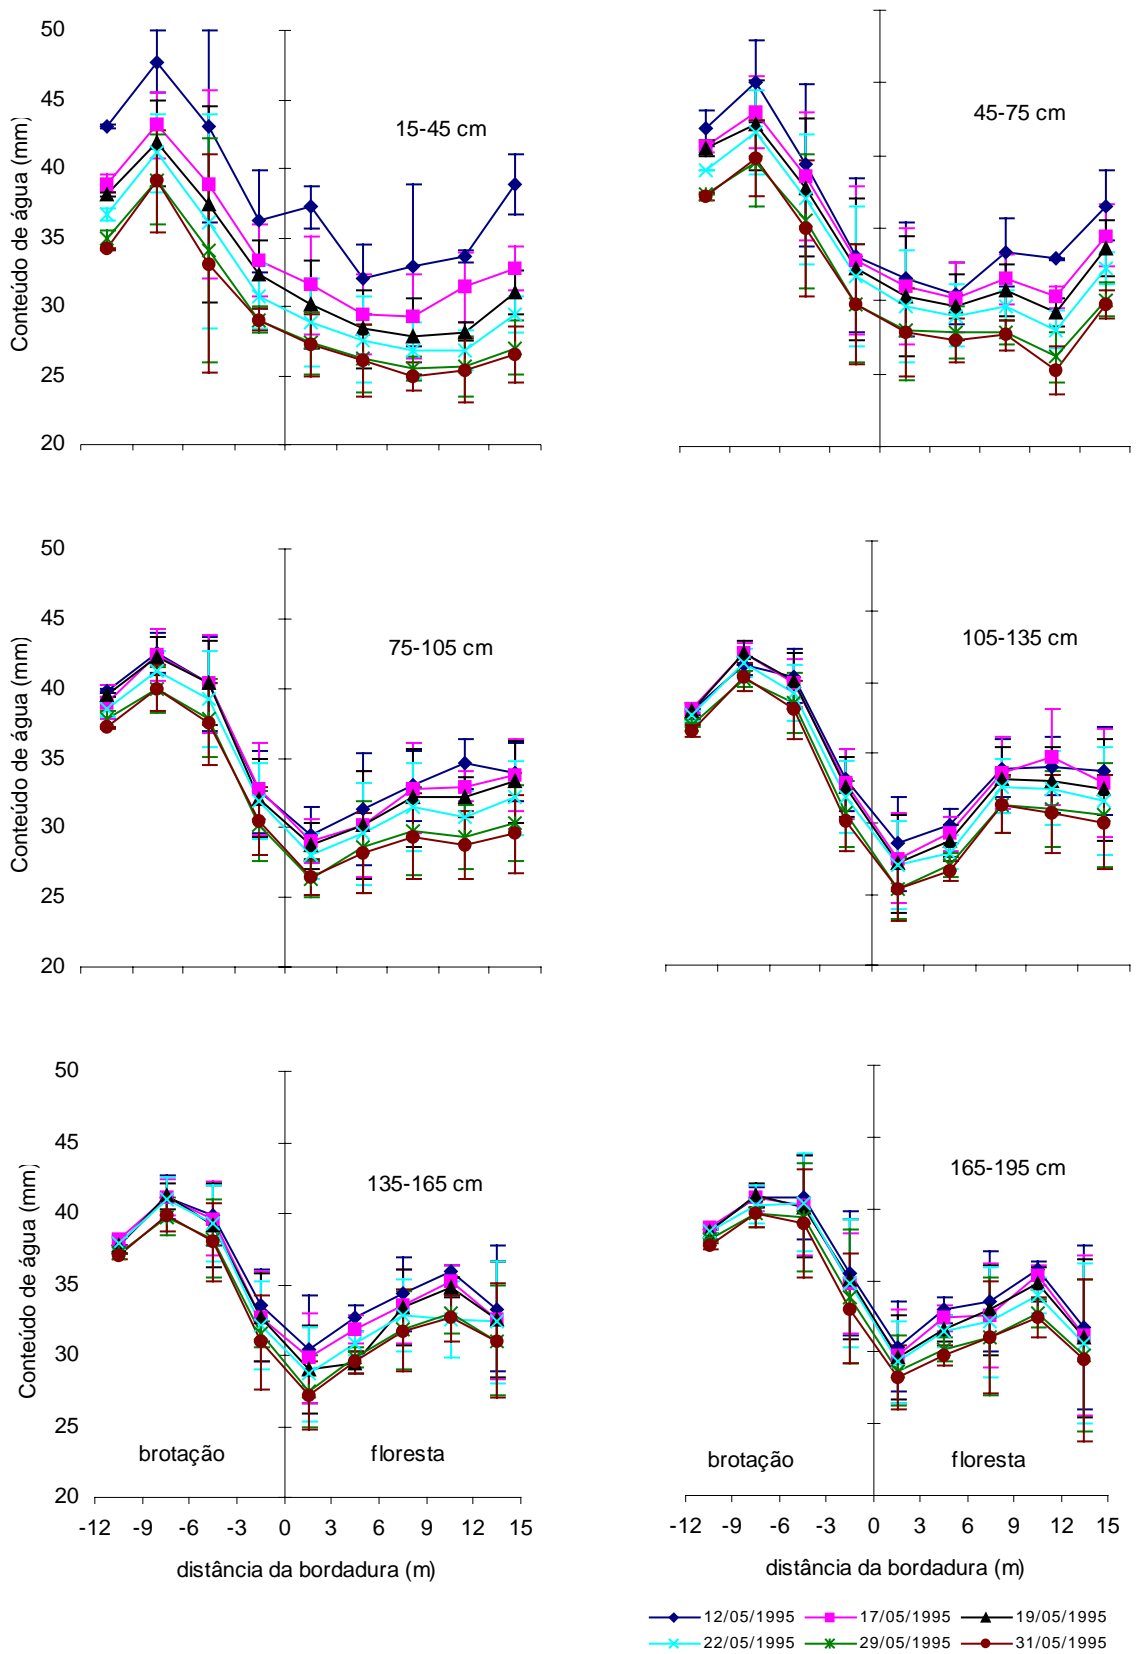 50
45
40
35
30
25
20
Conteúdo de água (mm)
15-45 cm
45-75 cm
50
45
40
35
30
25
20
Conteúdo de água (mm)
75-105 cm
105-135 cm
50
45
40
35
30
25
20
Conteúdo de água (mm)
135-165 cm
165-195 cm
brotação floresta
brotação floresta
-12 -9 -6 -3 0 3 6 9 12 15
-12 -9 -6 -3 0 3 6 9 12 15
distância da bordadura (m)
distância da bordadura (m)
12/05/1995 17/05/1995 19/05/1995
22/05/1995 29/05/1995 31/05/1995